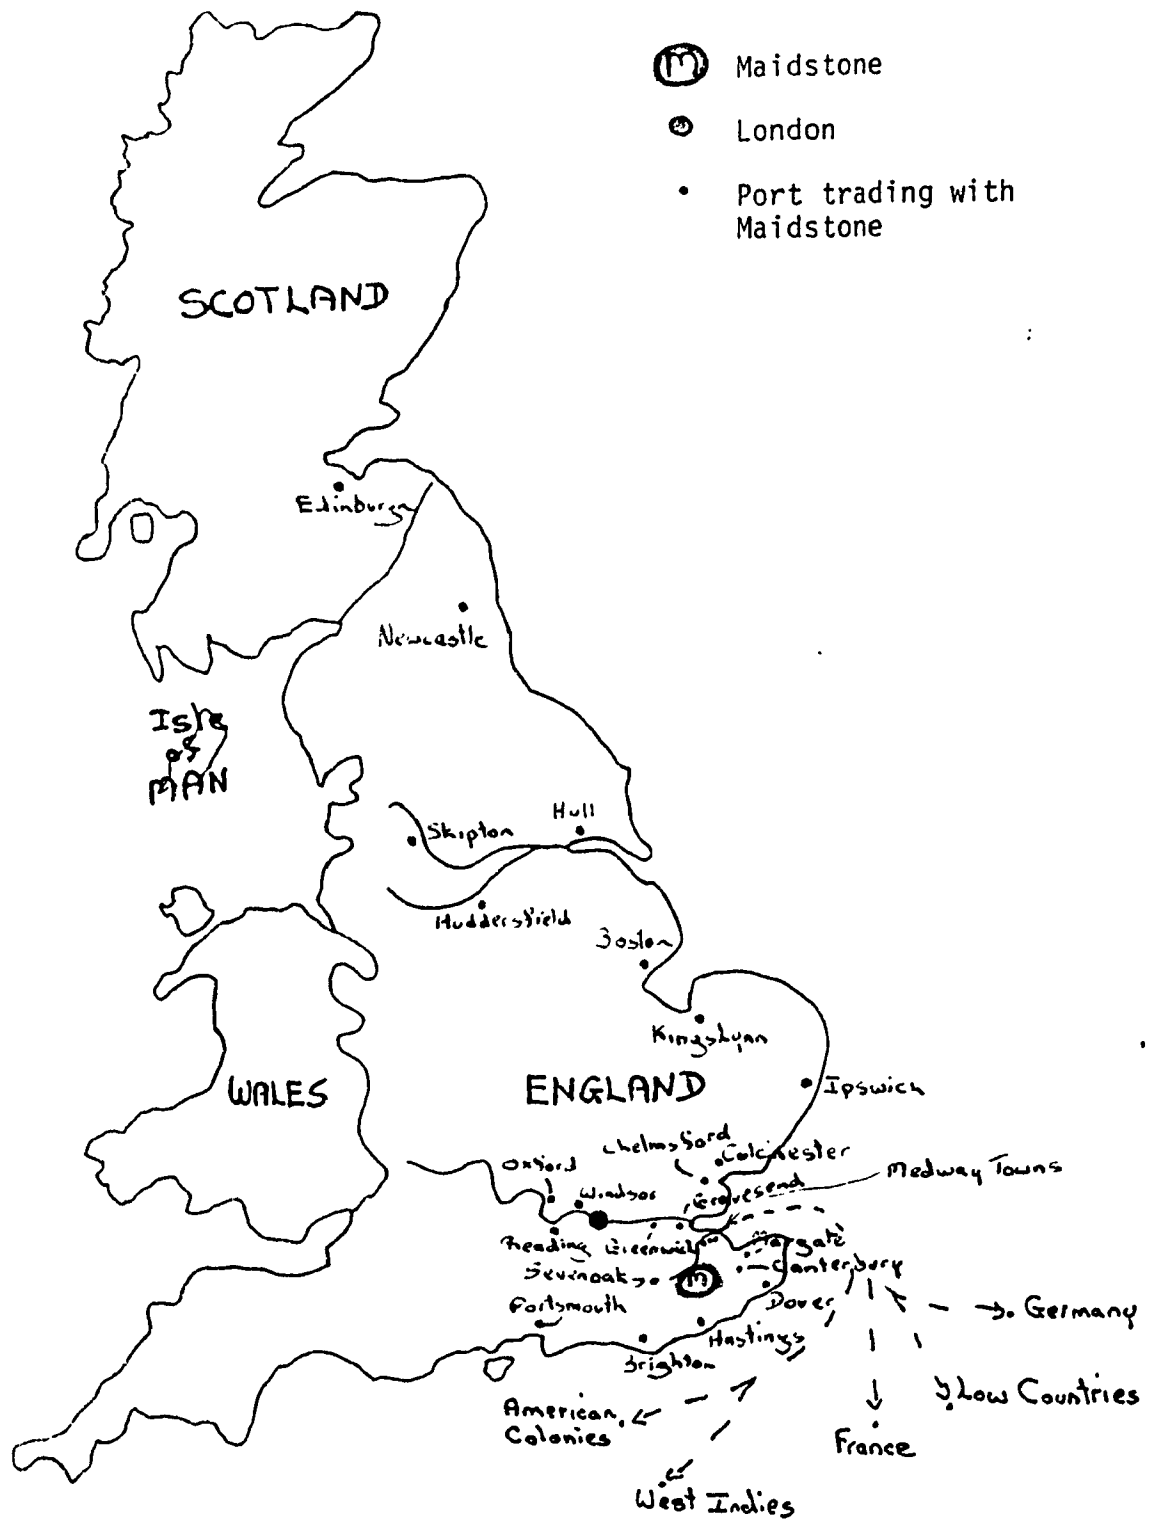 M Maidstone
London
Port trading with
Maidstone
SCOTLAND
Edinburgh
Newcastle
Isle
of
MAN
Hull
Skipton
Huddersfield
Boston
Kings Lynn
WALES
ENGLAND
Ipswich
Chelmsford
Colchester
Oxford
Medway Towns
Windsor
Gravesend
Reading
Greenwich
Margate
Sevenoaks
M
Canterbury
Portsmouth
Dover
Germany
Hastings
Brighton
Low Countries
American
Colonies
France
West Indies